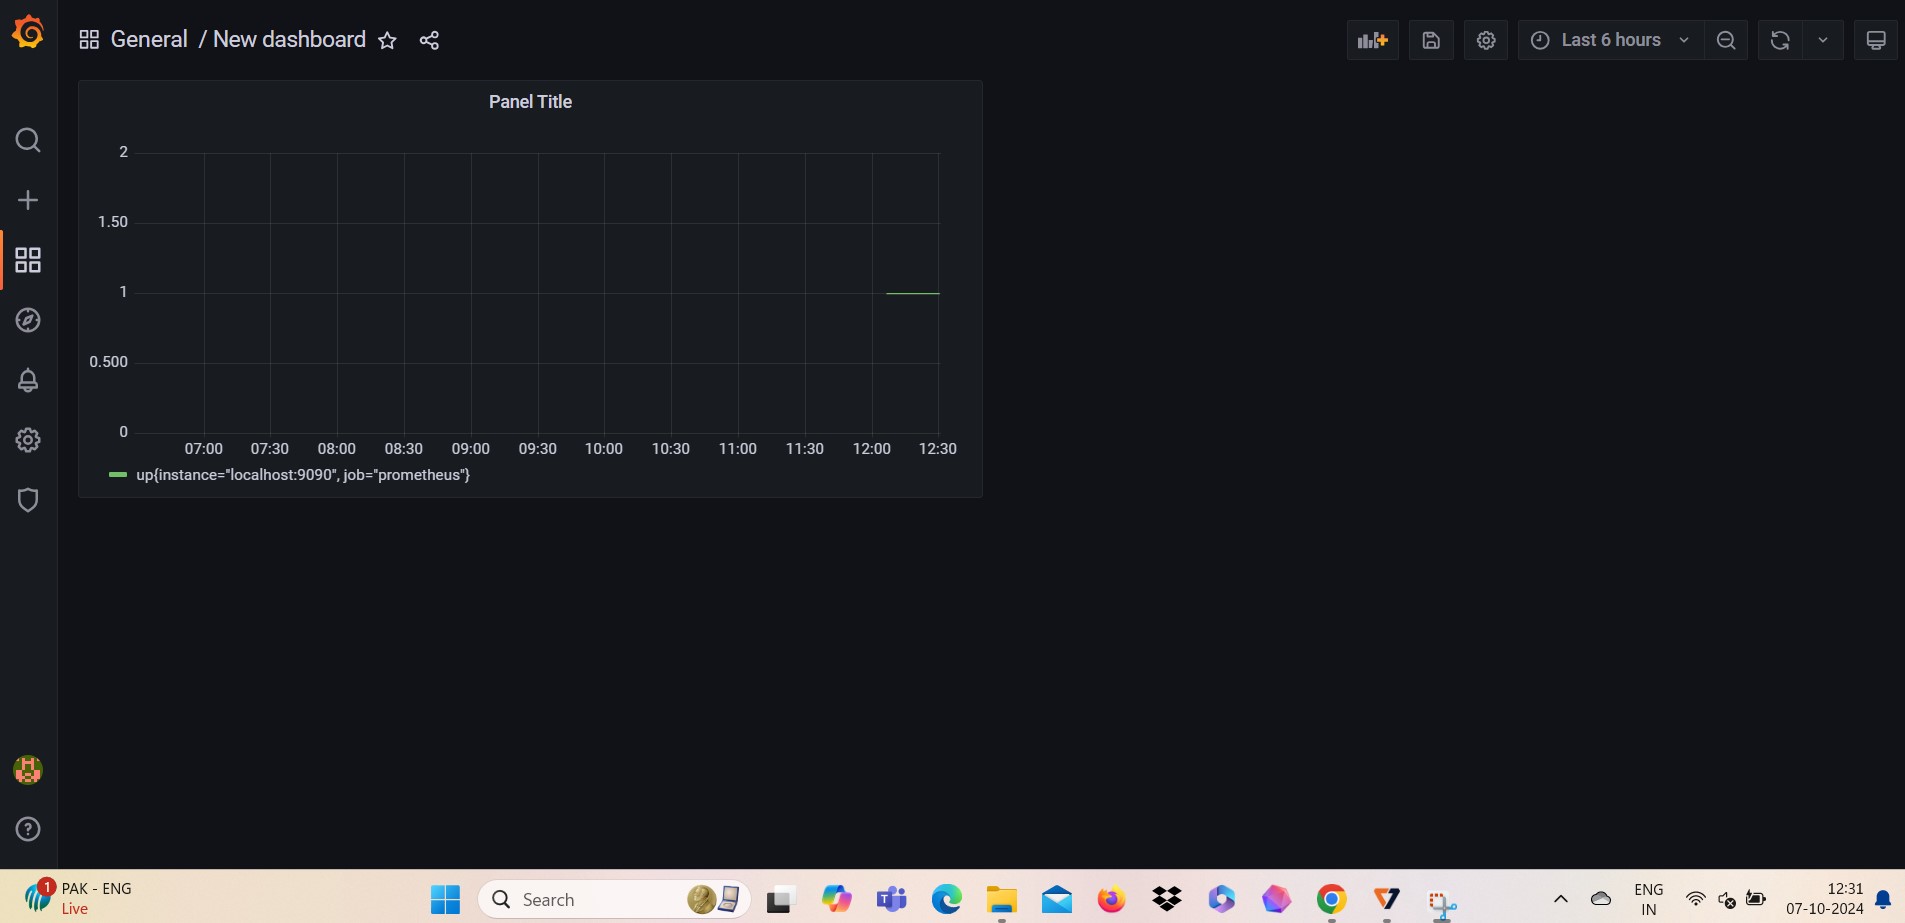 General / New dashboard
Last 6 hours
Panel Title
2
1.50
1
0.500
0
07:00 07:30 08:00 08:30 09:00 09:30 10:00 10:30 11:00 11:30 12:00 12:30
up{instance="localhost:9090", job="prometheus"}
1
PAK - ENG
Live
Search
ENG
IN
12:31
07-10-2024